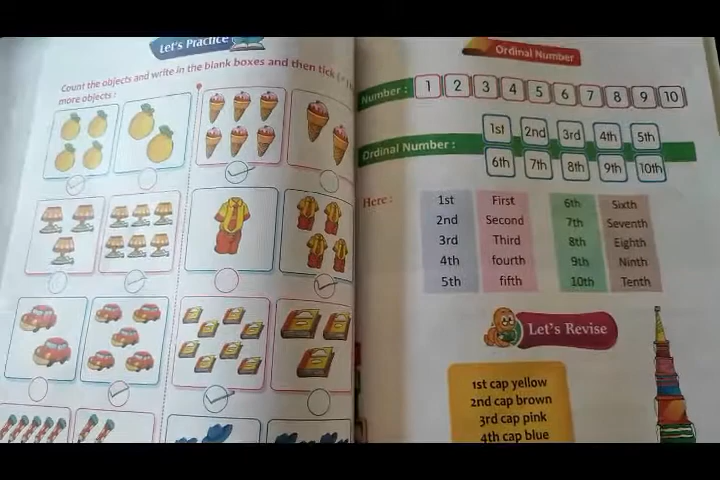 Let's Practice
Count the objects and write in the blank boxes and then tick
more objects :
Ordinal Number
Number : 1 2 3 4 5 6 7 8 9 10
1st 2nd 3rd 4th 5th
Ordinal Number :
6th 7th 8th 9th 10th
Here : 1st First 6th Sixth
2nd Second 7th Seventh
3rd Third 8th Eighth
4th fourth 9th Ninth
5th fifth 10th Tenth
Let's Revise
1st cap yellow
2nd cap brown
3rd cap pink
4th cap blue